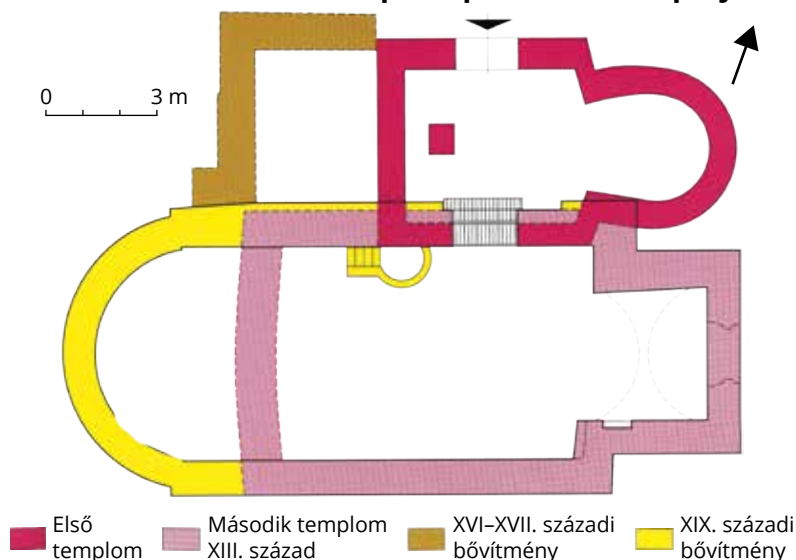 0 3 m
Első
templom
Második templom
XIII. század
XVI–XVII. századi
bővítmény
XIX. századi
bővítmény